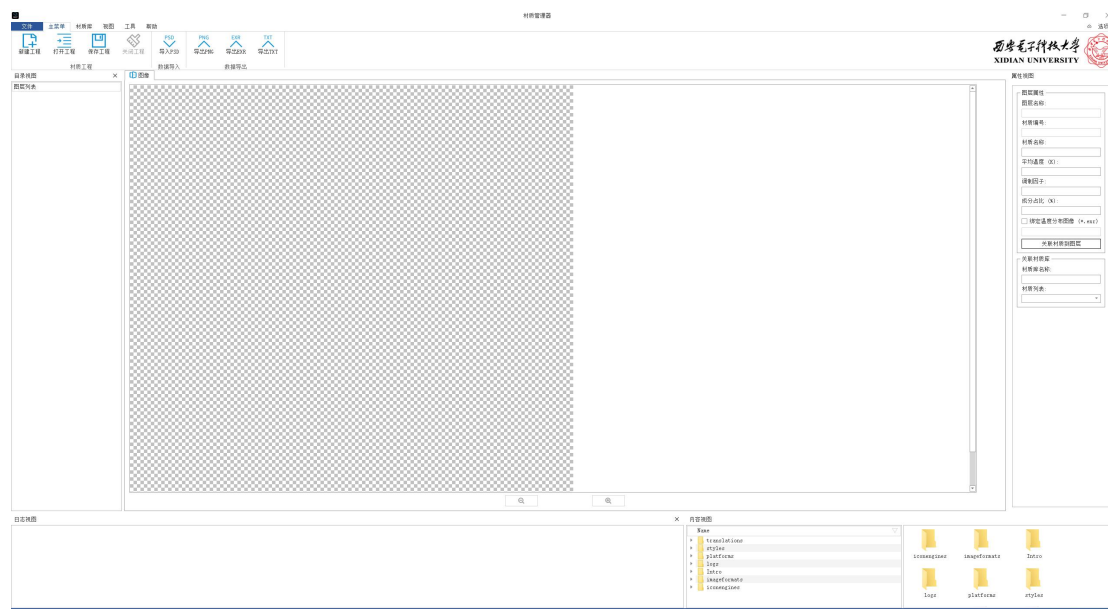 材质管理器
文件 主菜单 材质库 视图 工具 帮助 选项
PSD PNG EXR TXT
新建工程 打开工程 保存工程 关闭工程 导入PSD 导出PNG 导出EXR 导出TXT
材质工程 数据导入 数据导出
西安电子科技大学
XIDIAN UNIVERSITY
目录视图
图层列表
图像
属性视图
图层属性
图层名称:
材质编号:
材质名称:
平均温度 (K):
调制因子:
成分占比 (%):
绑定温度分布图像 (*.exr)
关联材质到图层
关联材质库
材质库名称:
材质列表:
日志视图
内容视图
Name
translations
styles
platforms
logs
Intro
imageformats
iconengines
iconengines imageformats Intro
logs platforms styles